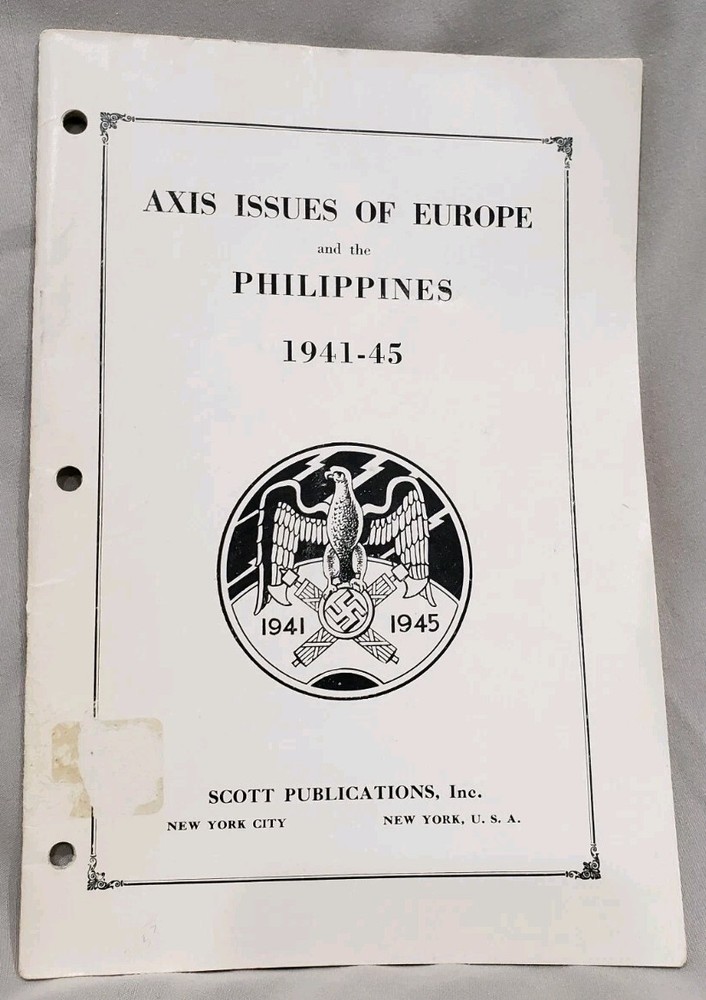 AXIS ISSUES OF EUROPE
and the
PHILIPPINES
1941-45
1941 1945
SCOTT PUBLICATIONS, Inc.
NEW YORK CITY NEW YORK, U. S. A.